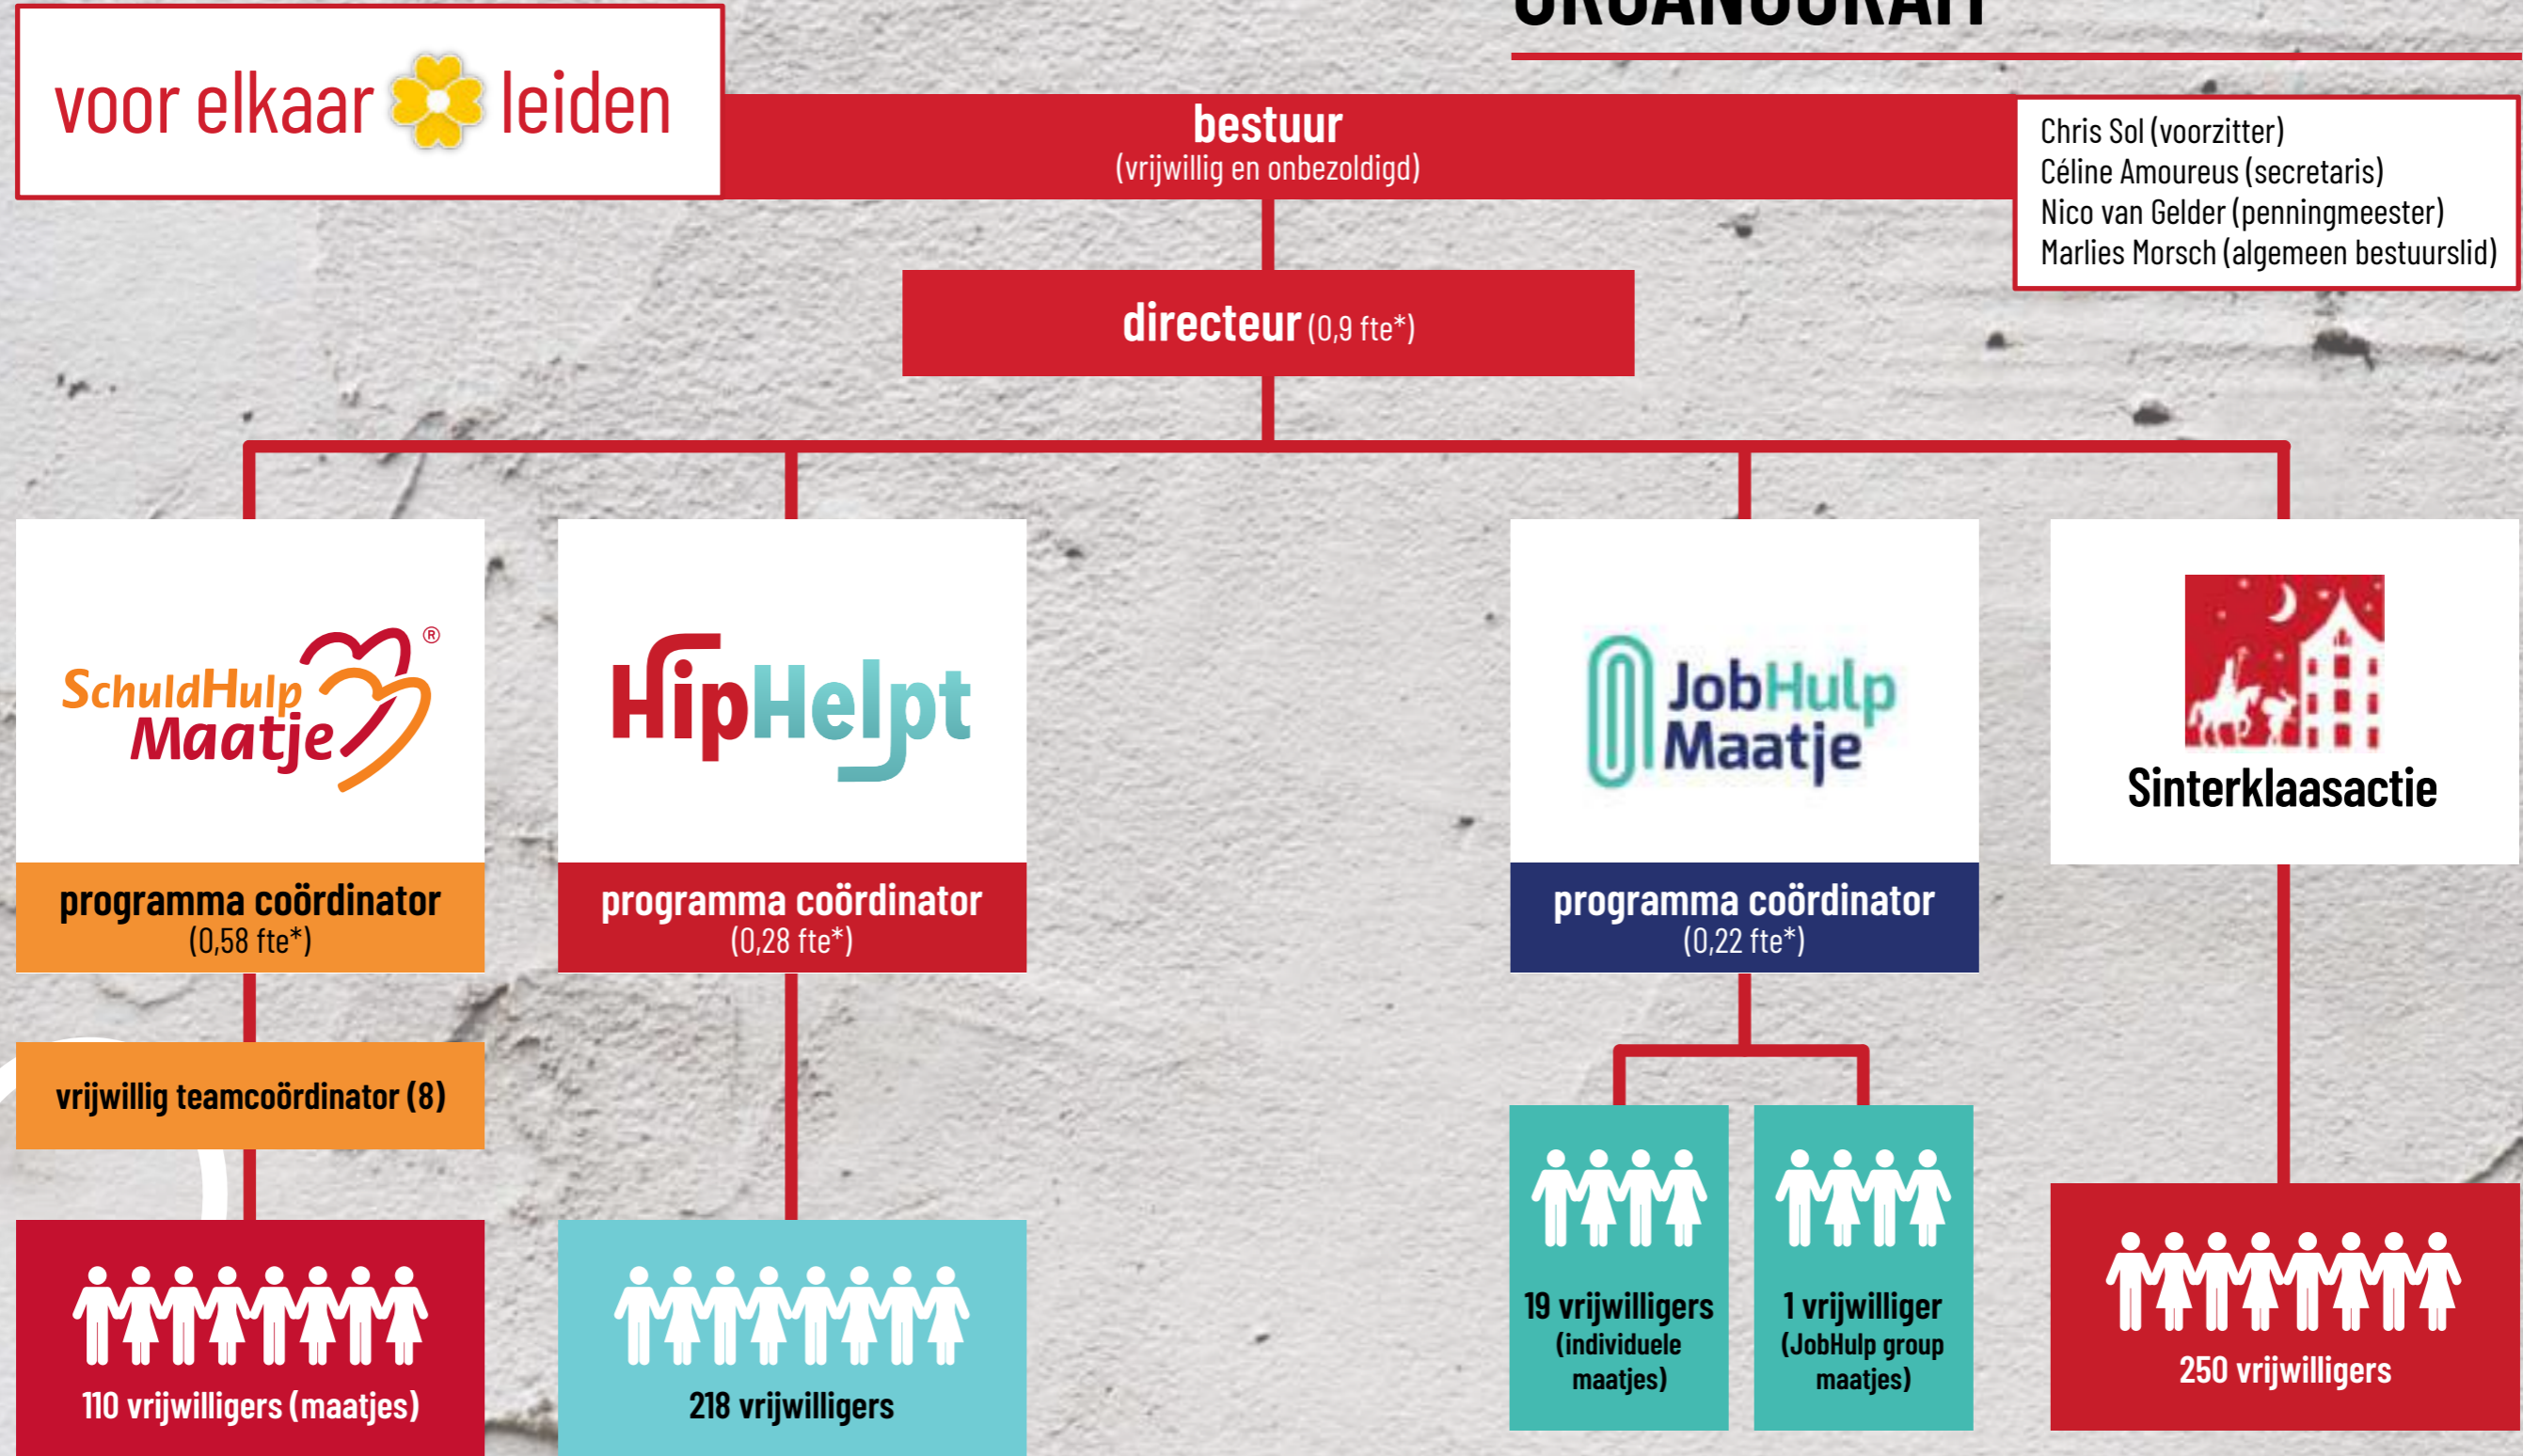 ORGANOGRAM
voor elkaar leiden
bestuur
(vrijwillig en onbezoldigd)
Chris Sol (voorzitter)
Céline Amoureus (secretaris)
Nico van Gelder (penningmeester)
Marlies Morsch (algemeen bestuurslid)
directeur (0,9 fte*)
SchuldHulp
Maatje ®
programma coördinator
(0,58 fte*)
vrijwillig teamcoördinator (8)
110 vrijwilligers (maatjes)
HipHelpt
programma coördinator
(0,28 fte*)
218 vrijwilligers
JobHulp
Maatje
programma coördinator
(0,22 fte*)
19 vrijwilligers
(individuele
maatjes)
1 vrijwilliger
(JobHulp group
maatjes)
Sinterklaasactie
250 vrijwilligers